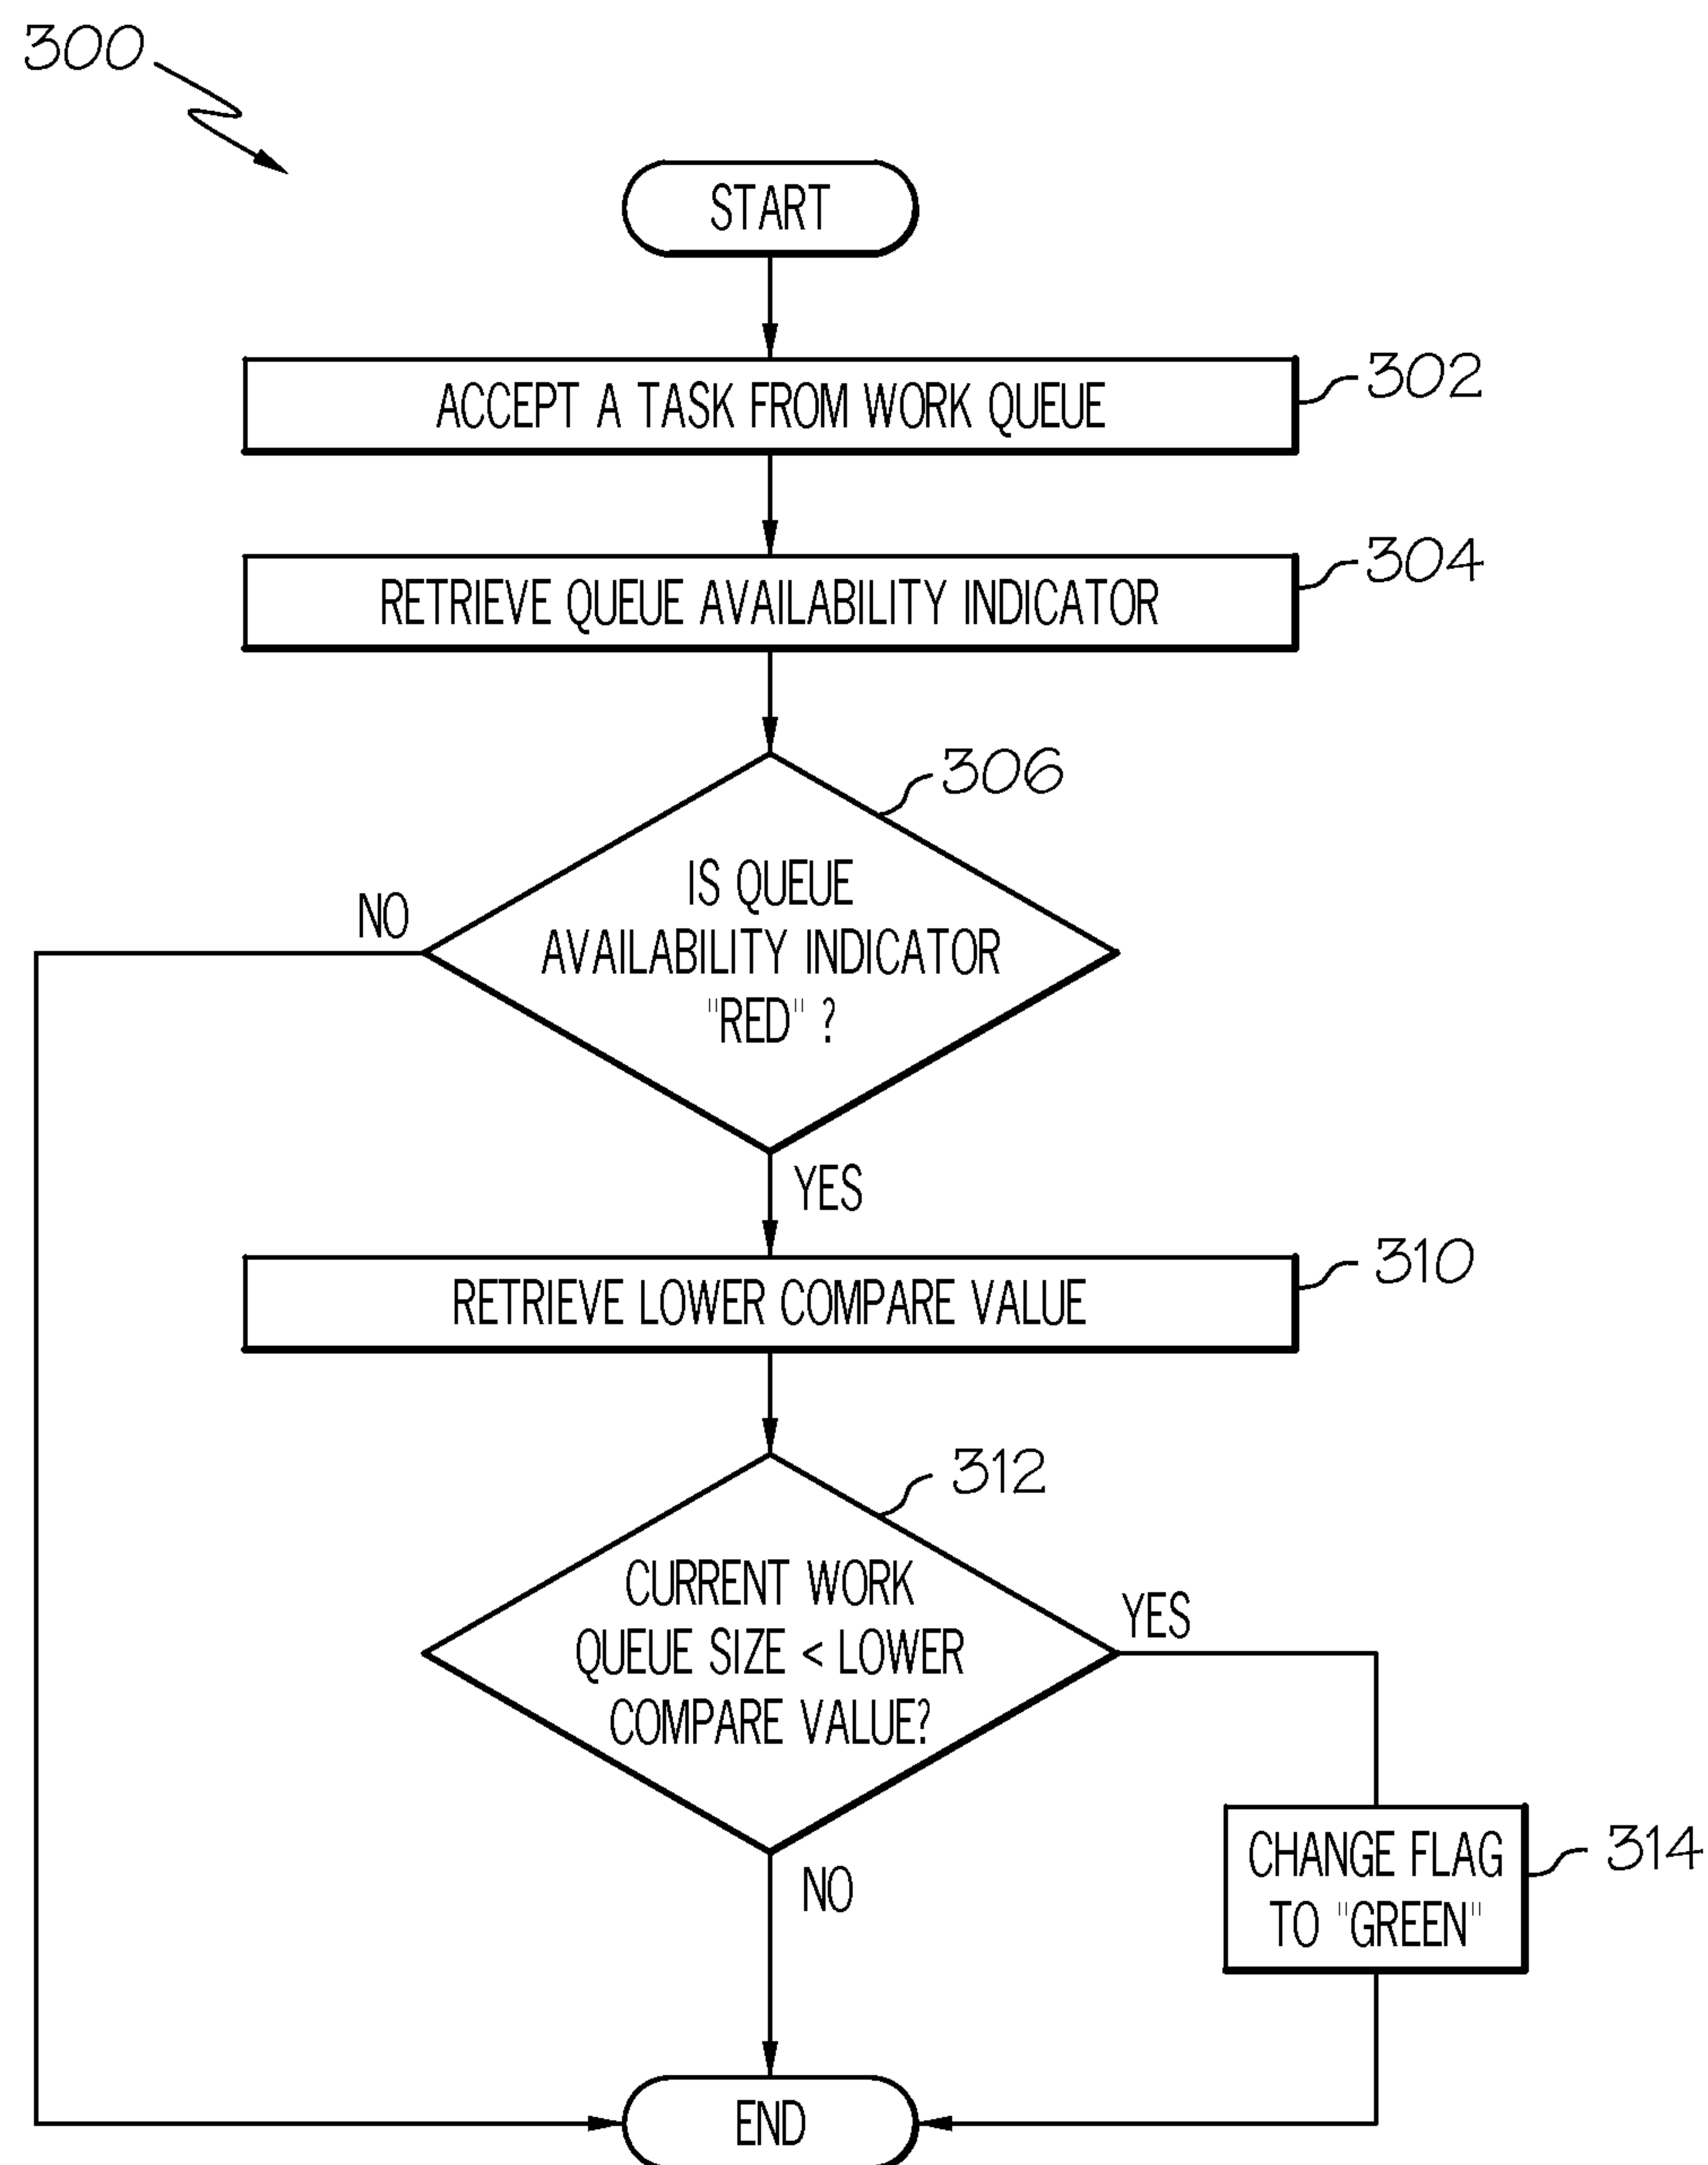 300
START
ACCEPT A TASK FROM WORK QUEUE
302
RETRIEVE QUEUE AVAILABILITY INDICATOR
304
306
IS QUEUE
AVAILABILITY INDICATOR
"RED" ?
NO
YES
RETRIEVE LOWER COMPARE VALUE
310
312
CURRENT WORK
QUEUE SIZE < LOWER
COMPARE VALUE?
YES
NO
CHANGE FLAG
TO "GREEN"
314
END